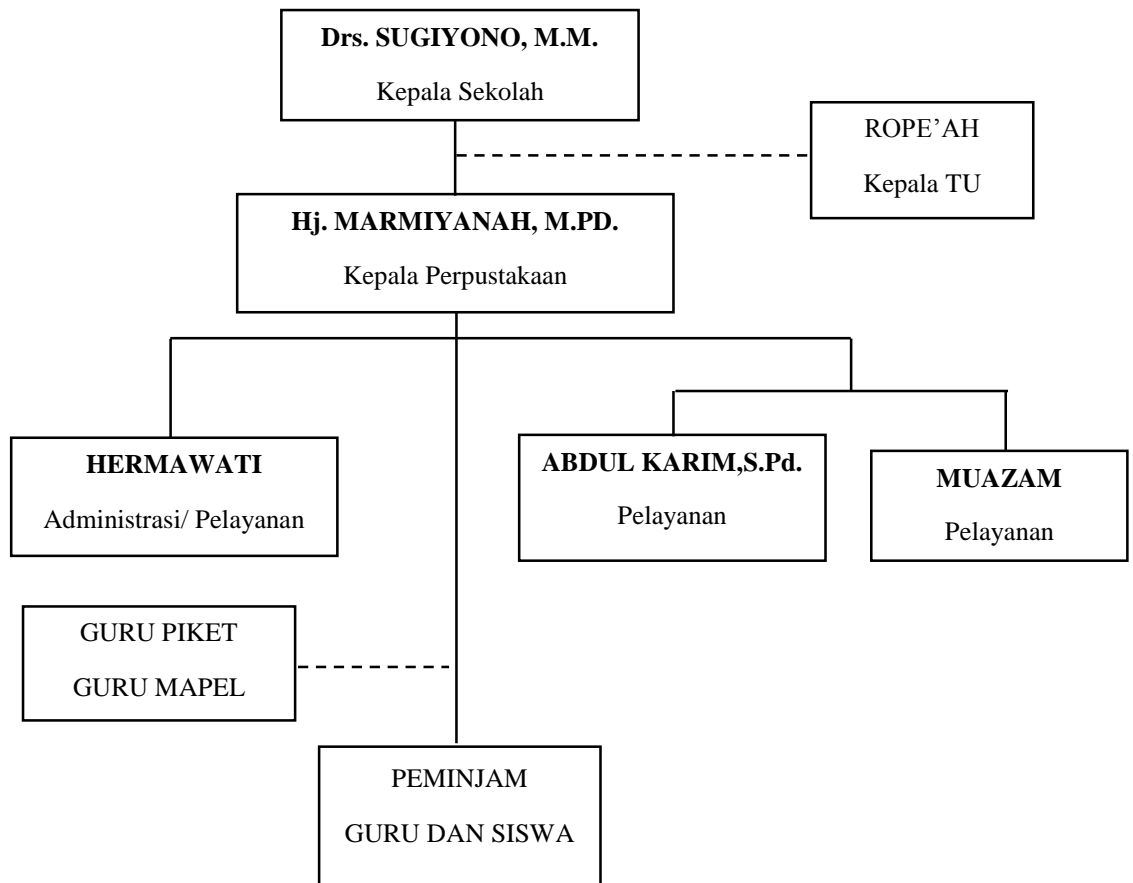 Drs. SUGIYONO, M.M.
Kepala Sekolah
ROPE’AH
Kepala TU
Hj. MARMIYANAH, M.PD.
Kepala Perpustakaan
HERMAWATI
Administrasi/ Pelayanan
ABDUL KARIM,S.Pd.
Pelayanan
MUAZAM
Pelayanan
GURU PIKET
GURU MAPEL
PEMINJAM
GURU DAN SISWA